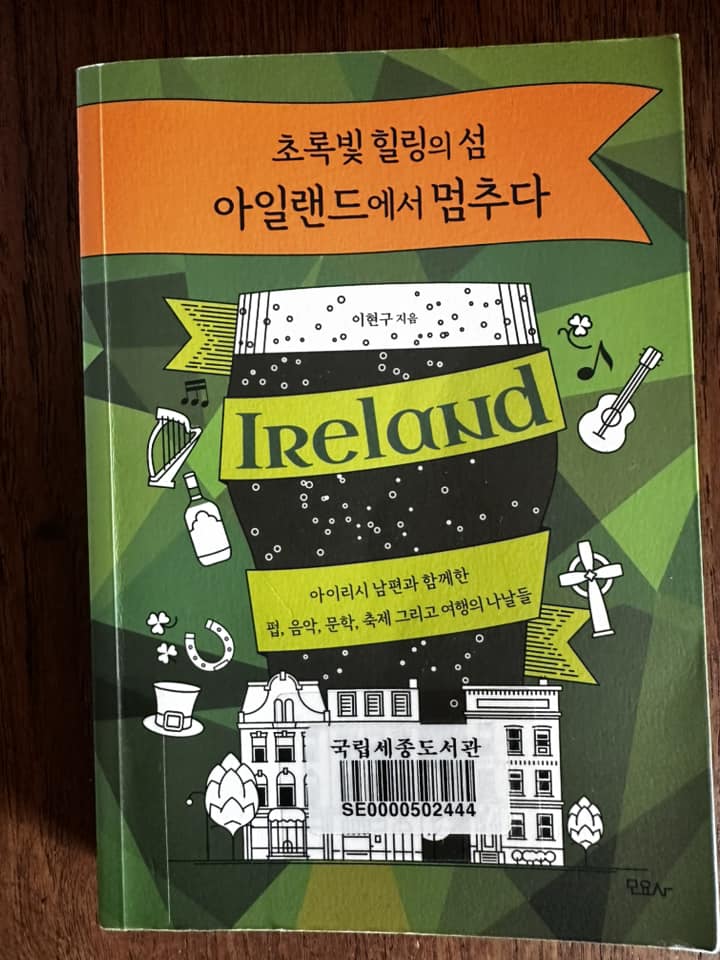 초록빛 힐링의 섬
아일랜드에서 멈추다
이현구 지음
Ireland
아이리시 남편과 함께한
펍, 음악, 문학, 축제 그리고 여행의 나날들
국립세종도서관
SE0000502444
모요사